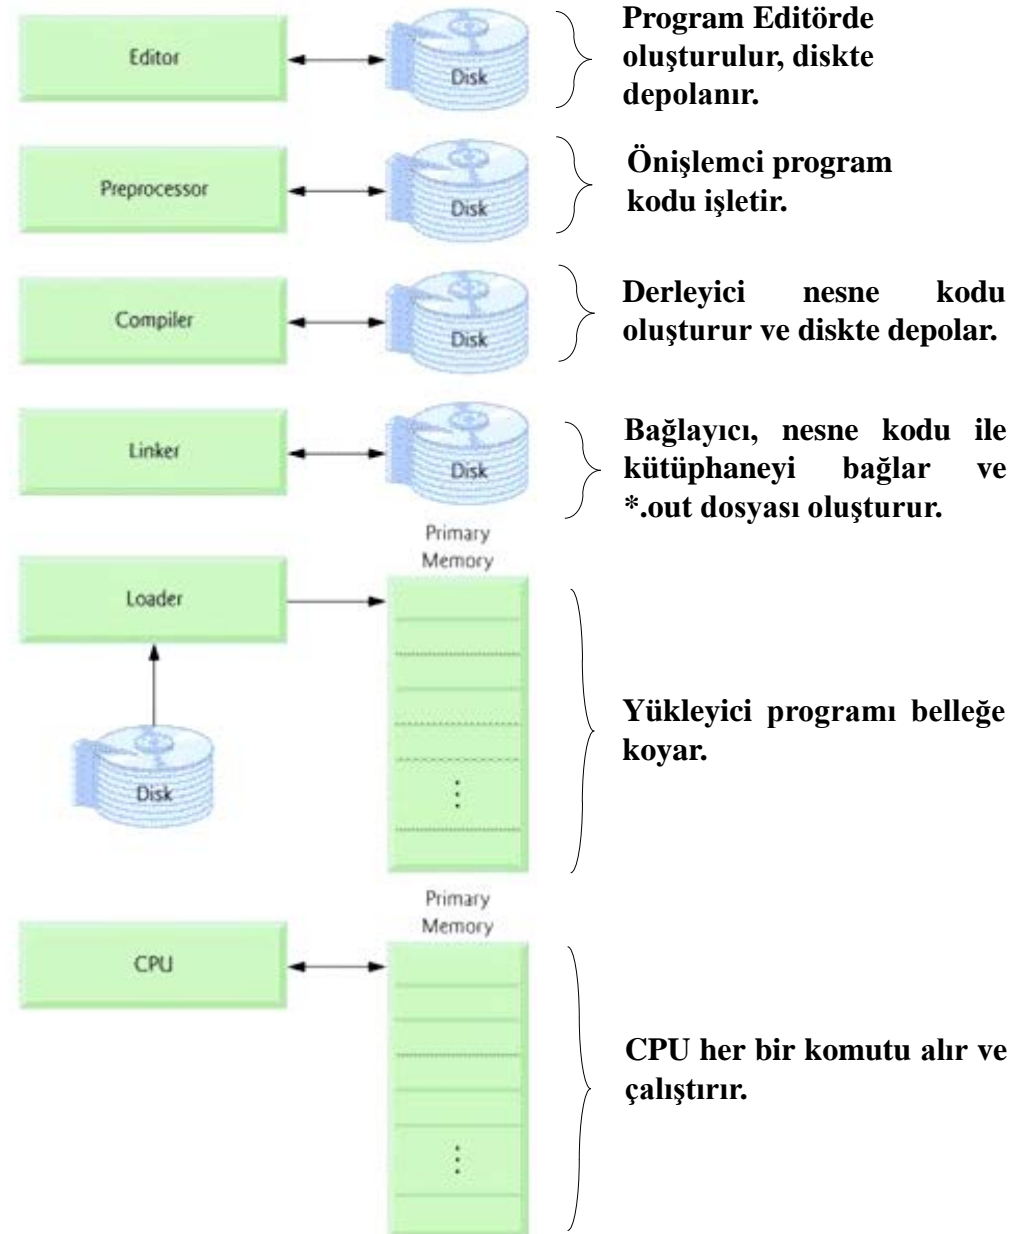 Editor
Disk
Program Editörde
oluşturulur, diskte
depolanır.
Preprocessor
Disk
Önişlemci program
kodu işletir.
Compiler
Disk
Derleyici nesne kodu
oluşturur ve diskte depolar.
Linker
Disk
Bağlayıcı, nesne kodu ile
kütüphaneyi bağlar ve
*.out dosyası oluşturur.
Primary
Memory
Loader
Disk
Yükleyici programı belleğe
koyar.
Primary
Memory
CPU
CPU her bir komutu alır ve
çalıştırır.